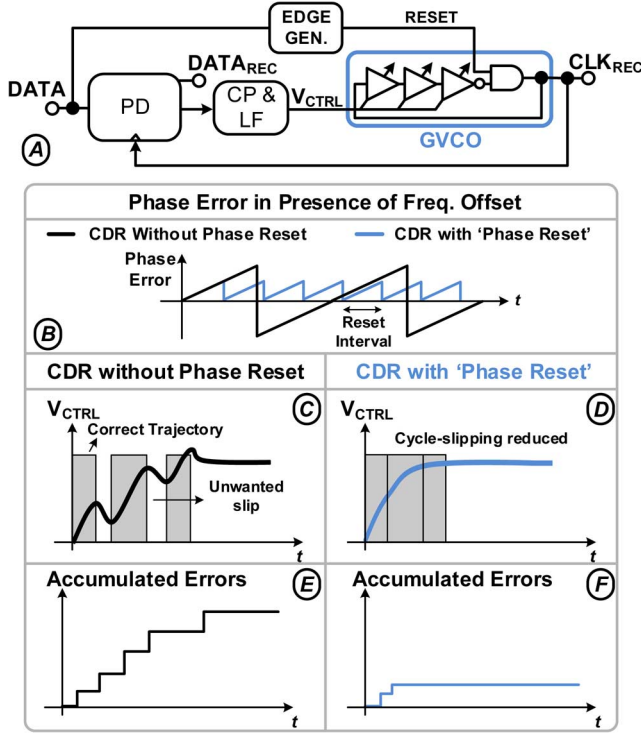 EDGE
GEN.
RESET
DATA
DATAREC
PD
CP &
LF
VCTRL
CLKREC
GVCO
A
Phase Error in Presence of Freq. Offset
CDR Without Phase Reset
CDR with ‘Phase Reset’
Phase
Error
t
Reset
Interval
B
CDR without Phase Reset
CDR with ‘Phase Reset’
VCTRL
Correct Trajectory
C
Unwanted
slip
t
VCTRL
D
Cycle-slipping reduced
t
Accumulated Errors
E
t
Accumulated Errors
F
t